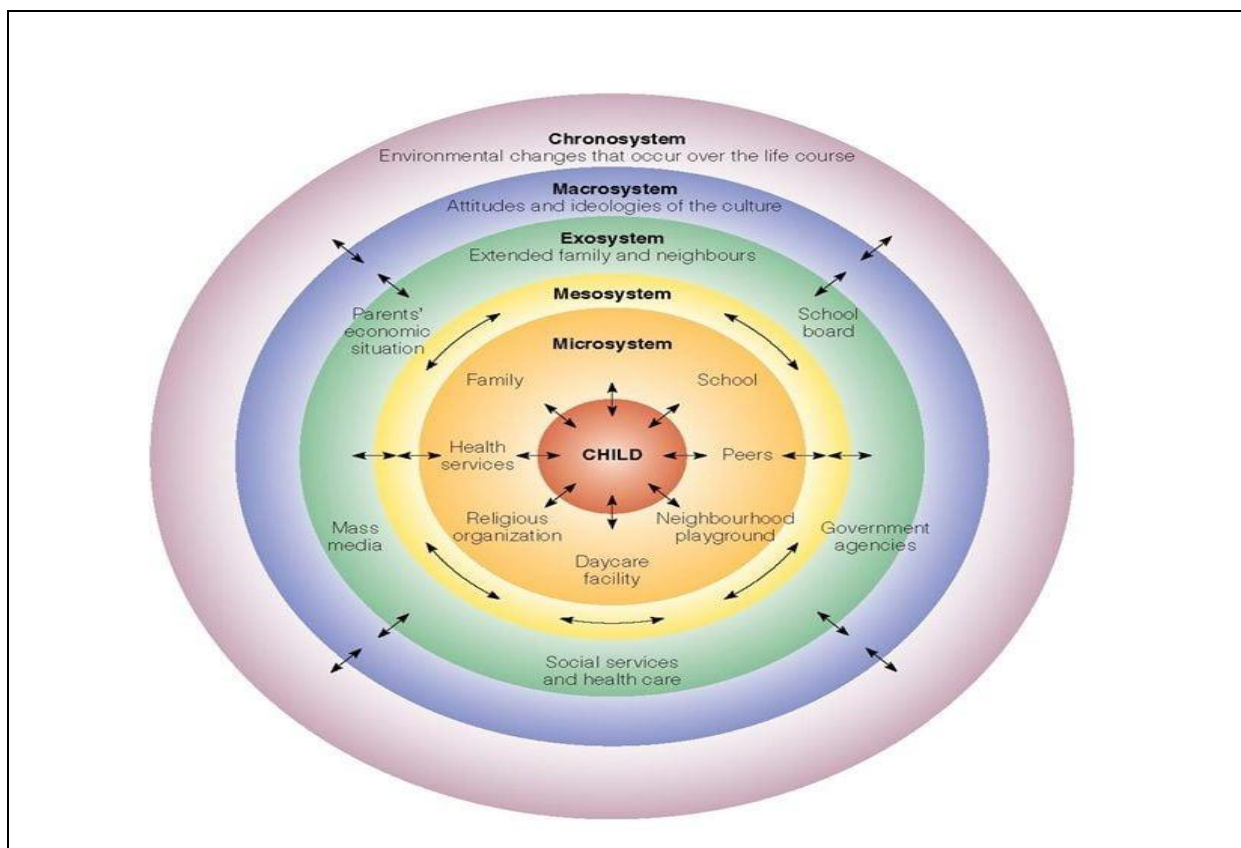 Chronosystem
Environmental changes that occur over the life course
Macrosystem
Attitudes and ideologies of the culture
Exosystem
Extended family and neighbours
Mesosystem
Parents'
economic
situation
School
board
Microsystem
Family
School
Health
services
CHILD
Peers
Religious
organization
Neighbourhood
playground
Mass
media
Government
agencies
Daycare
facility
Social services
and health care